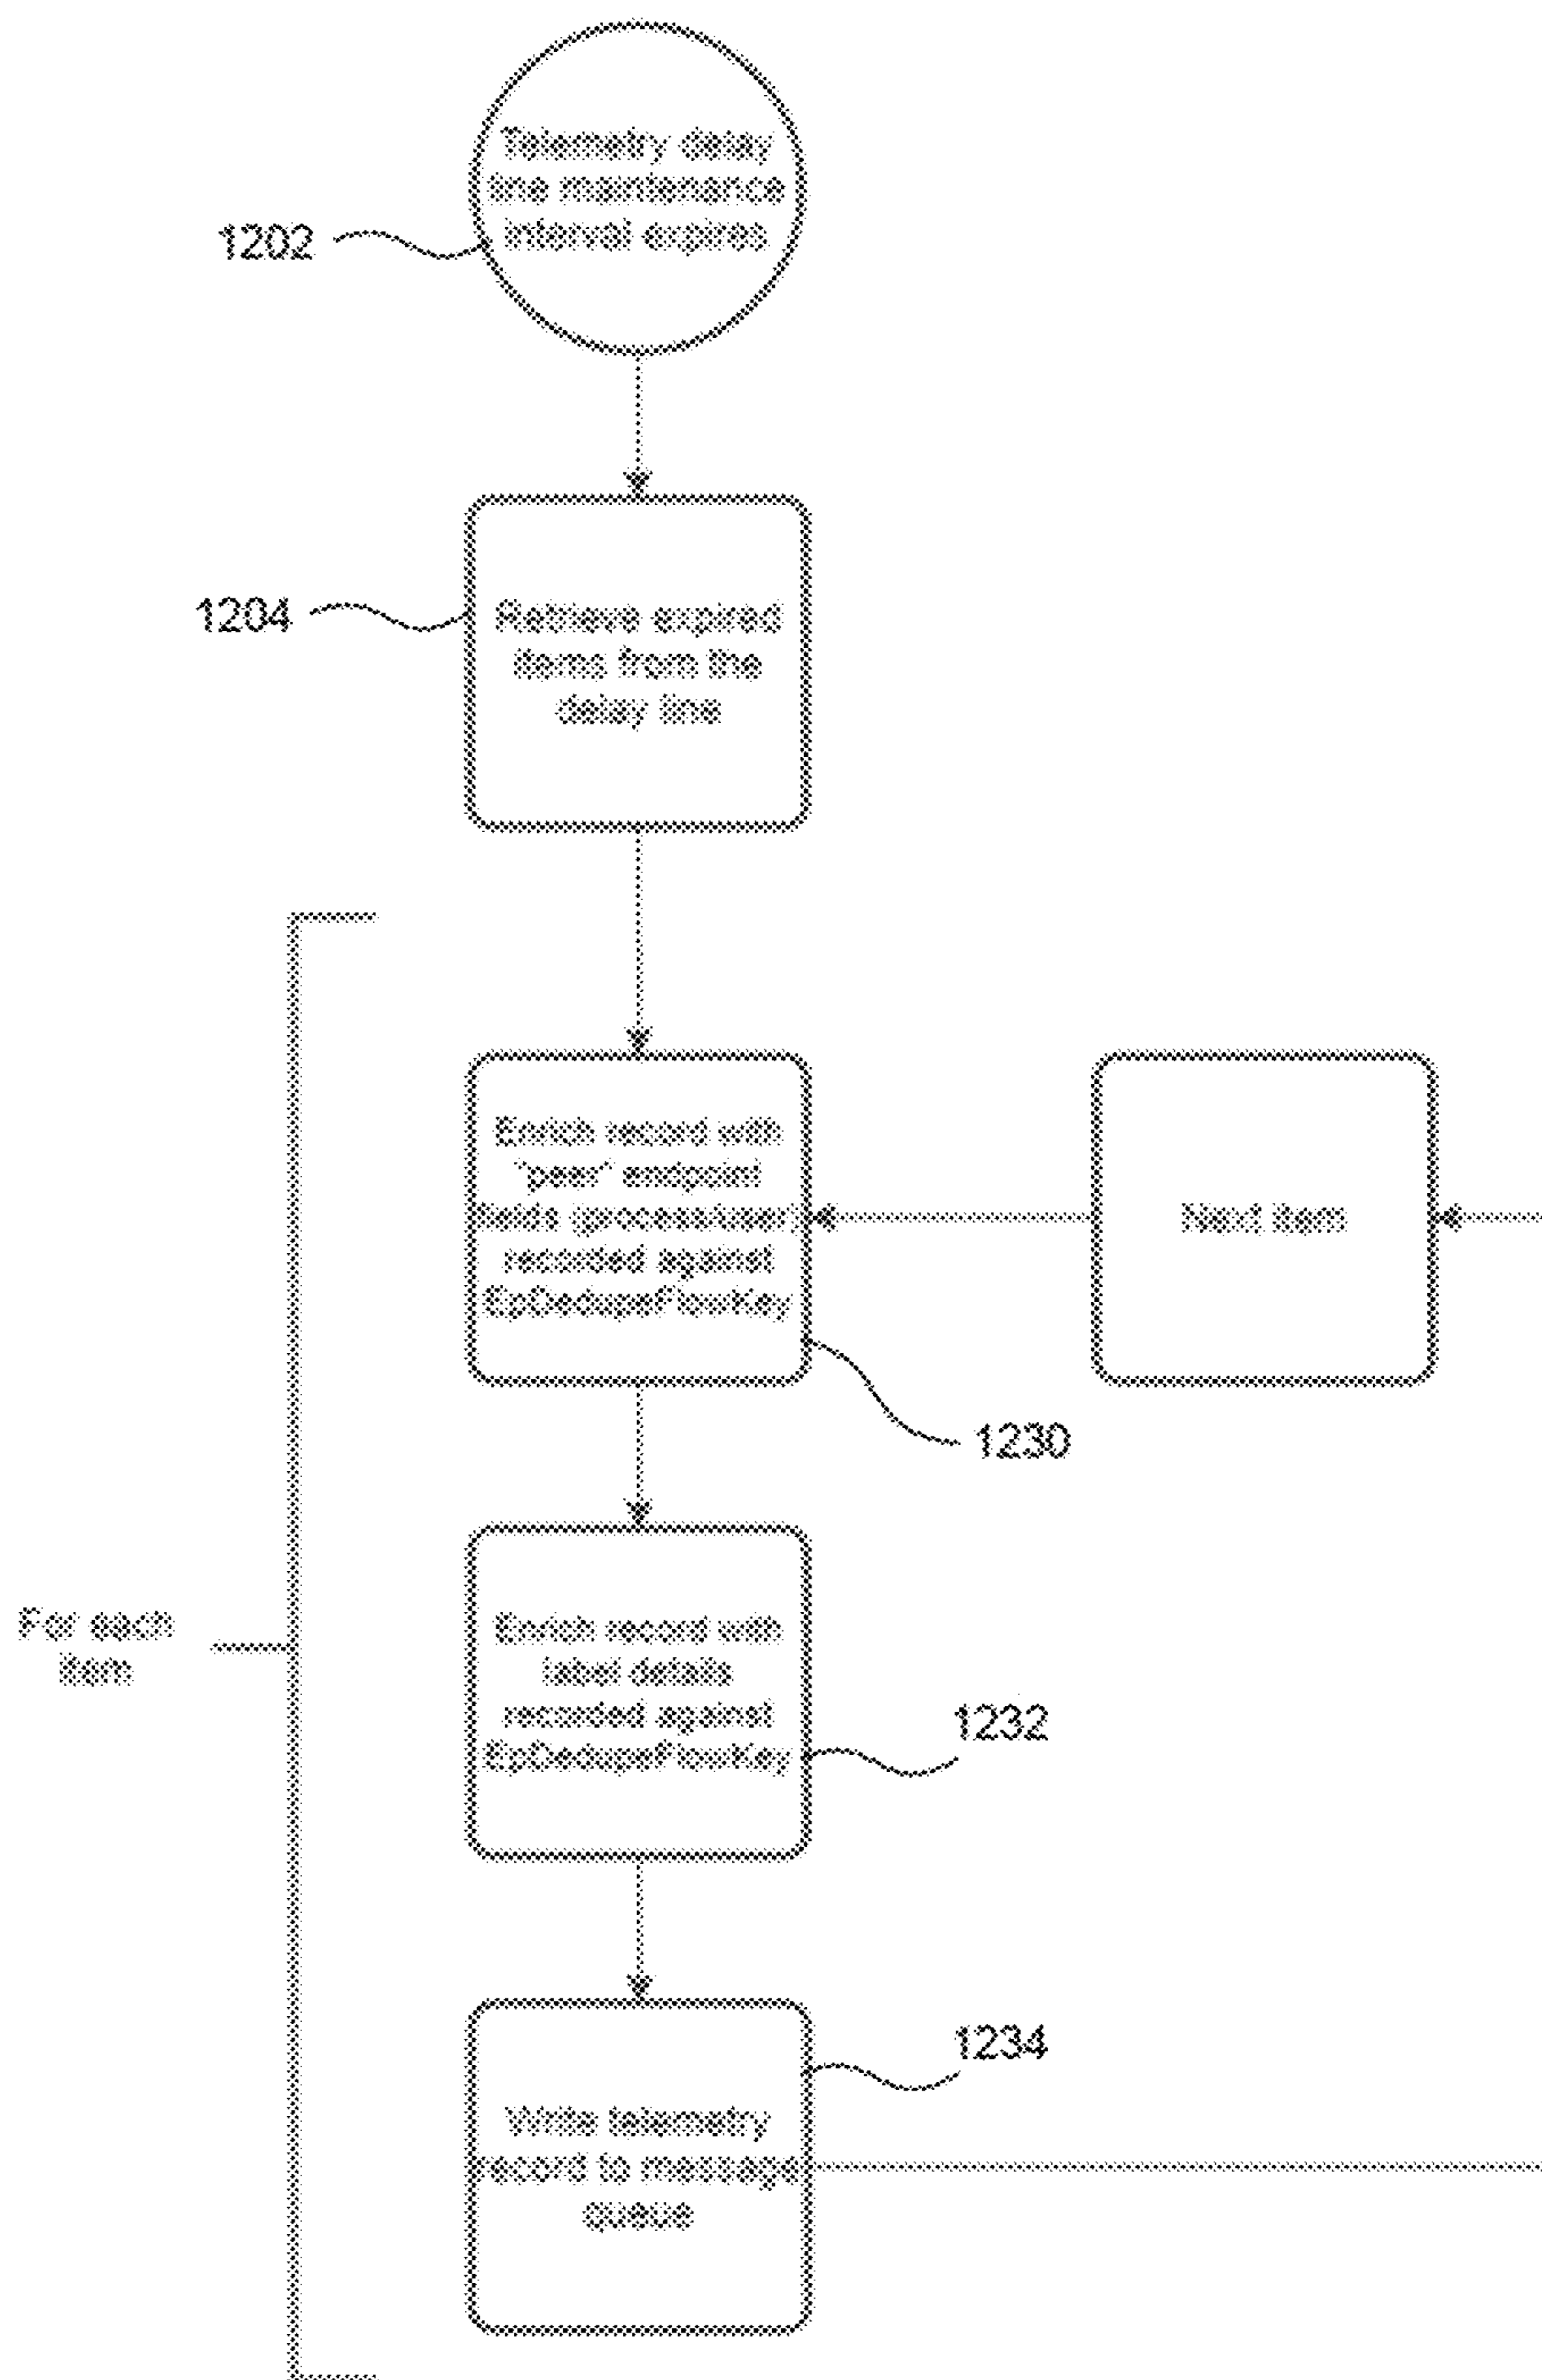 Telemetry delay
line maintenance
interval expires
1202
1204
Retrieve expired
items from the
delay line
Enrich record with
'peer' endpoint
fields (process/user)
recorded against
EpDedupeFlowKey
Next item
1230
For each
item
Enrich record with
label details
recorded against
EpDedupeFlowKey
1232
1234
Write telemetry
record to message
queue